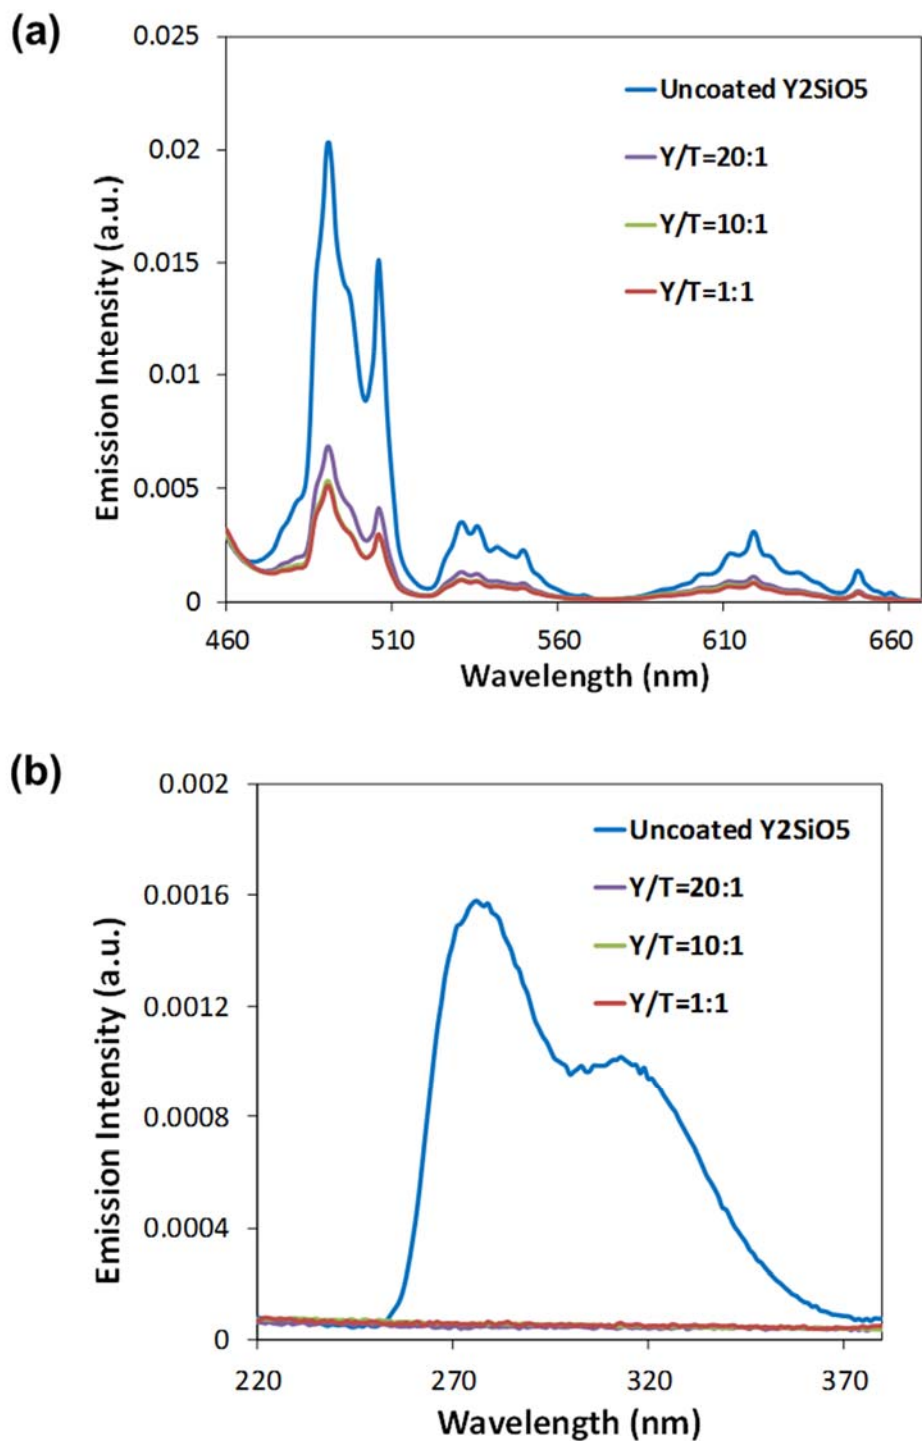 (a)
0.025
0.02
0.015
0.01
0.005
0
Emission Intensity (a.u.)
Uncoated Y2SiO5
Y/T=20:1
Y/T=10:1
Y/T=1:1
460 510 560 610 660
Wavelength (nm)
(b)
0.002
0.0016
0.0012
0.0008
0.0004
0
Emission Intensity (a.u.)
Uncoated Y2SiO5
Y/T=20:1
Y/T=10:1
Y/T=1:1
220 270 320 370
Wavelength (nm)